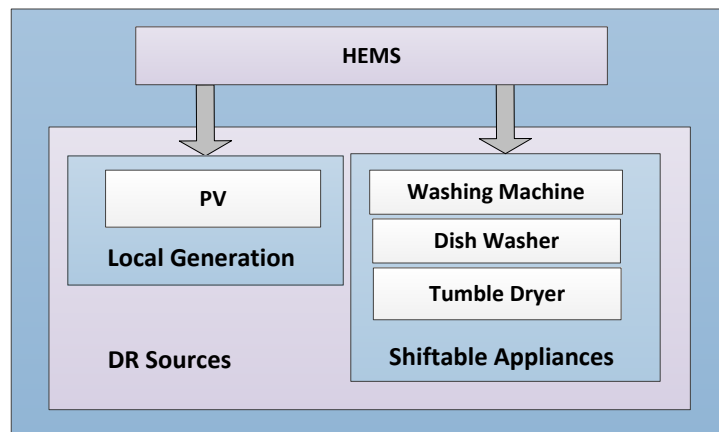 HEMS
PV
Local Generation
Washing Machine
Dish Washer
Tumble Dryer
Shiftable Appliances
DR Sources